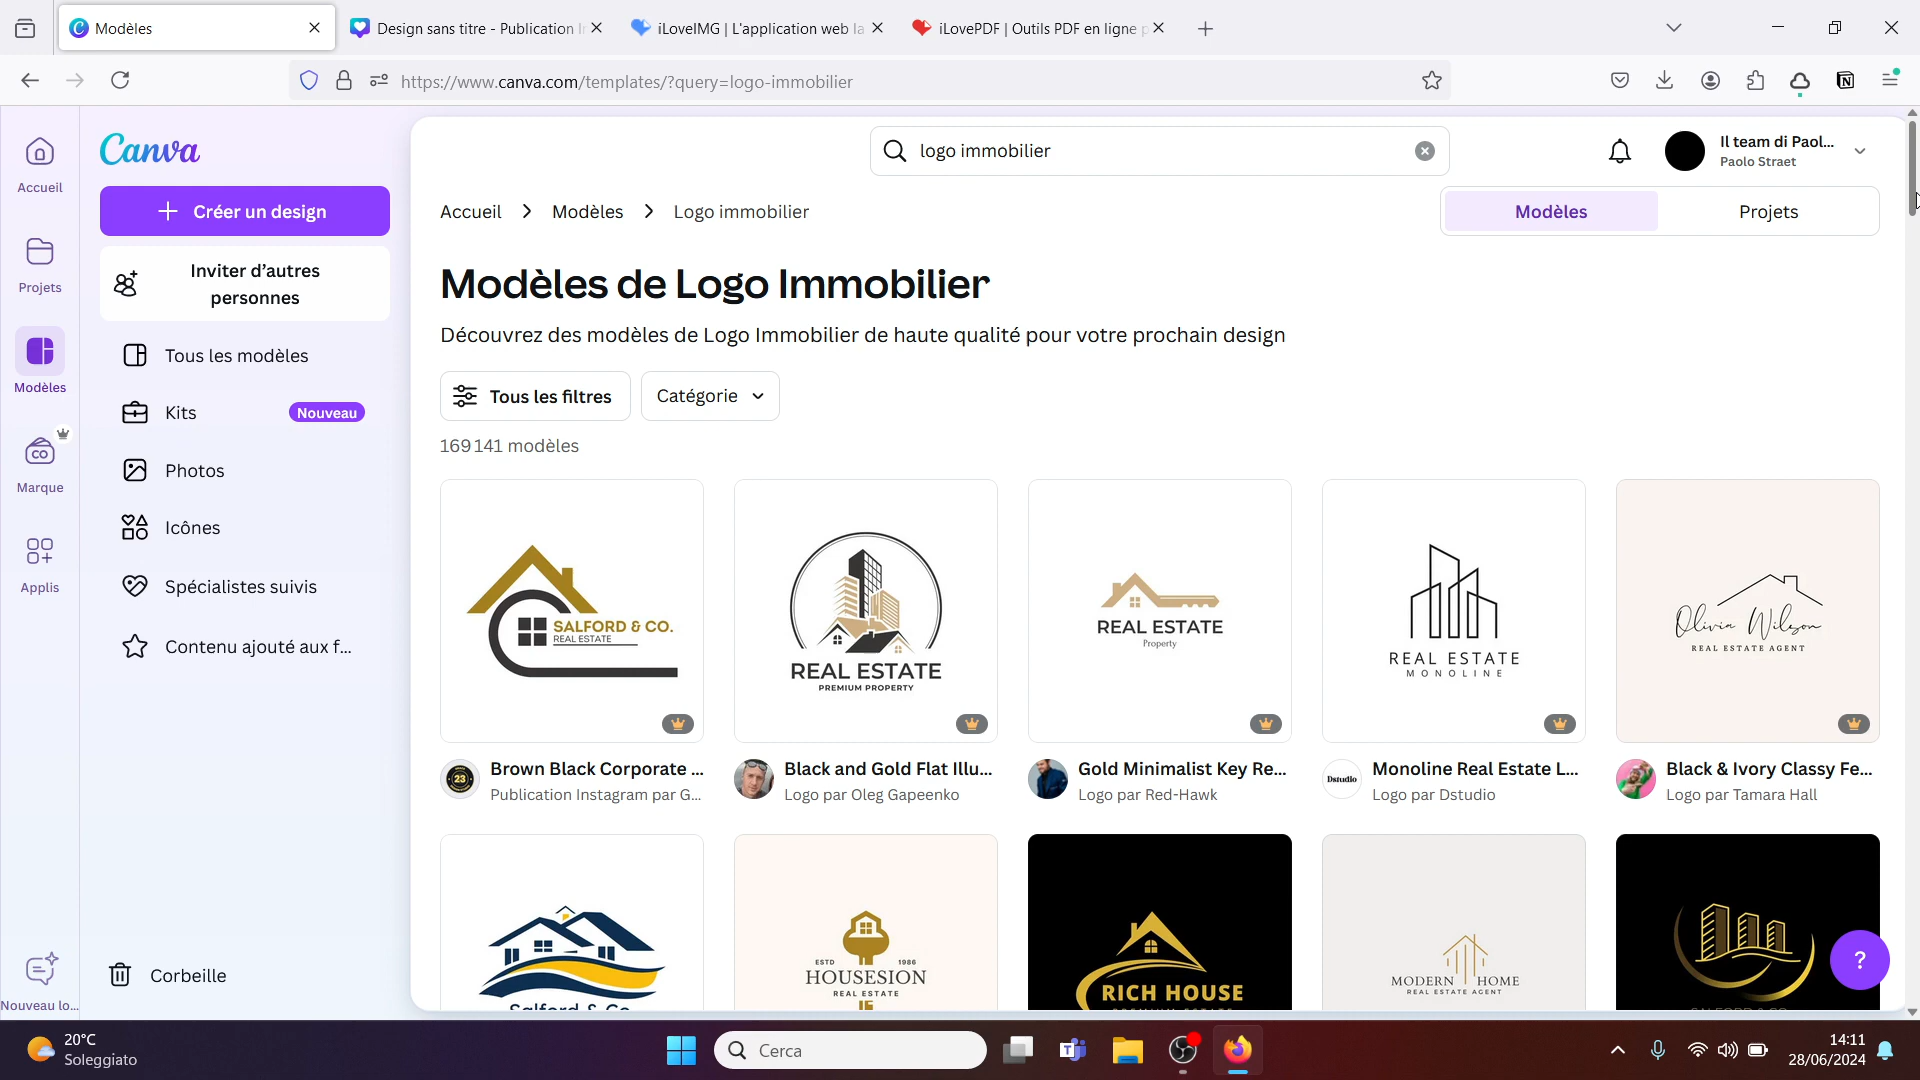 Modèles
Design sans titre - Publication I
iLoveIMG | L'application web la
iLovePDF | Outils PDF en ligne p
https://www.canva.com/templates/?query=logo-immobilier
Canva
Accueil
Projets
Modèles
Marque
CO
Applis
Nouveau lo...
Créer un design
Inviter d'autres
personnes
Tous les modèles
Kits
Nouveau
Photos
Icônes
Spécialistes suivis
Contenu ajouté aux f...
Corbeille
logo immobilier
Il team di Paol...
Paolo Straet
Accueil
Modèles
Logo immobilier
Modèles
Projets
Modèles de Logo Immobilier
Découvrez des modèles de Logo Immobilier de haute qualité pour votre prochain design
Tous les filtres
Catégorie
169 141 modèles
SALFORD & CO.
REAL ESTATE
REAL ESTATE
PREMIUM PROPERTY
REAL ESTATE
Property
REAL ESTATE
MONOLINE
Olivia Wilson
REAL ESTATE AGENT
23
Brown Black Corporate ...
Publication Instagram par G...
Black and Gold Flat Illu...
Logo par Oleg Gapeenko
Gold Minimalist Key Re...
Logo par Red-Hawk
Dstudio
Monoline Real Estate L...
Logo par Dstudio
Black & Ivory Classy Fe...
Logo par Tamara Hall
Salford & Co
ESTD 1986
HOUSESION
REAL ESTATE
RICH HOUSE
MODERN HOME
REAL ESTATE AGENT
?
20°C
Soleggiato
Cerca
14:11
28/06/2024